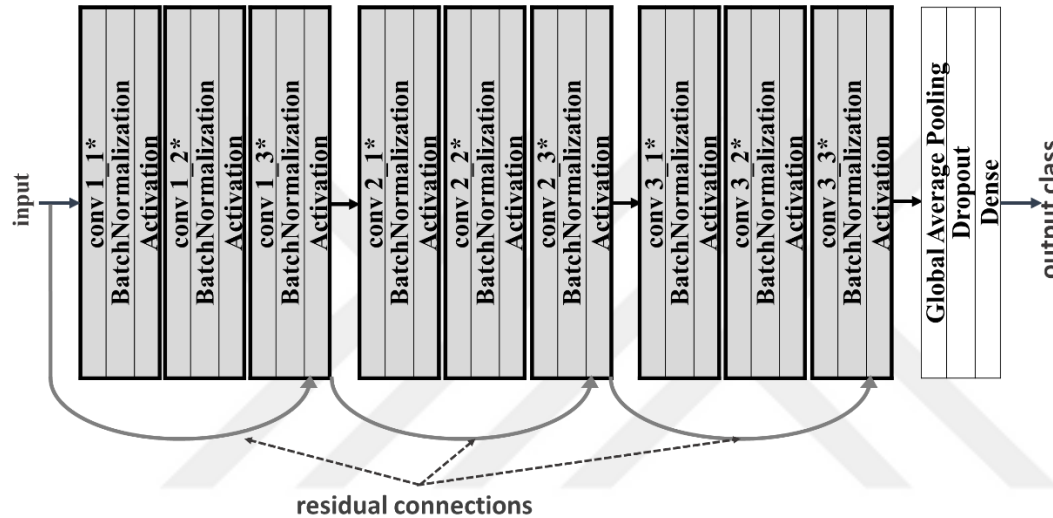 input
conv 1_1*
BatchNormalization
Activation
conv 1_2*
BatchNormalization
Activation
conv 1_3*
BatchNormalization
Activation
conv 2_1*
BatchNormalization
Activation
conv 2_2*
BatchNormalization
Activation
conv 2_3*
BatchNormalization
Activation
conv 3_1*
BatchNormalization
Activation
conv 3_2*
BatchNormalization
Activation
conv 3_3*
BatchNormalization
Activation
Global Average Pooling
Dropout
Dense
output class
residual connections